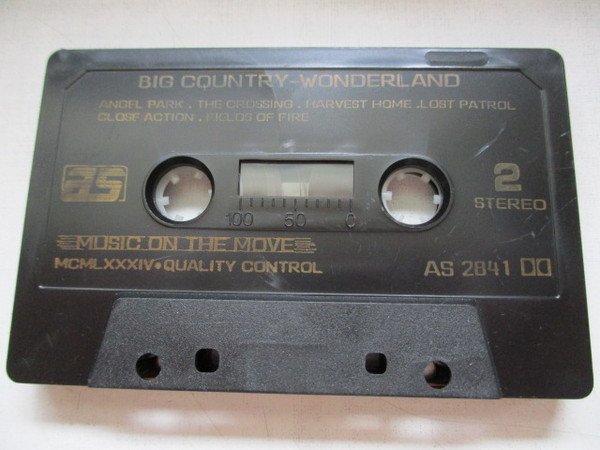 BIG COUNTRY-WONDERLAND
ANGEL PARK . THE CROSSING . HARVEST HOME .LOST PATROL
CLOSE ACTION . FIELDS OF FIRE
as
2
STEREO
100 50 0
MUSIC ON THE MOVE
MCMLXXXIV•QUALITY CONTROL
AS 2841